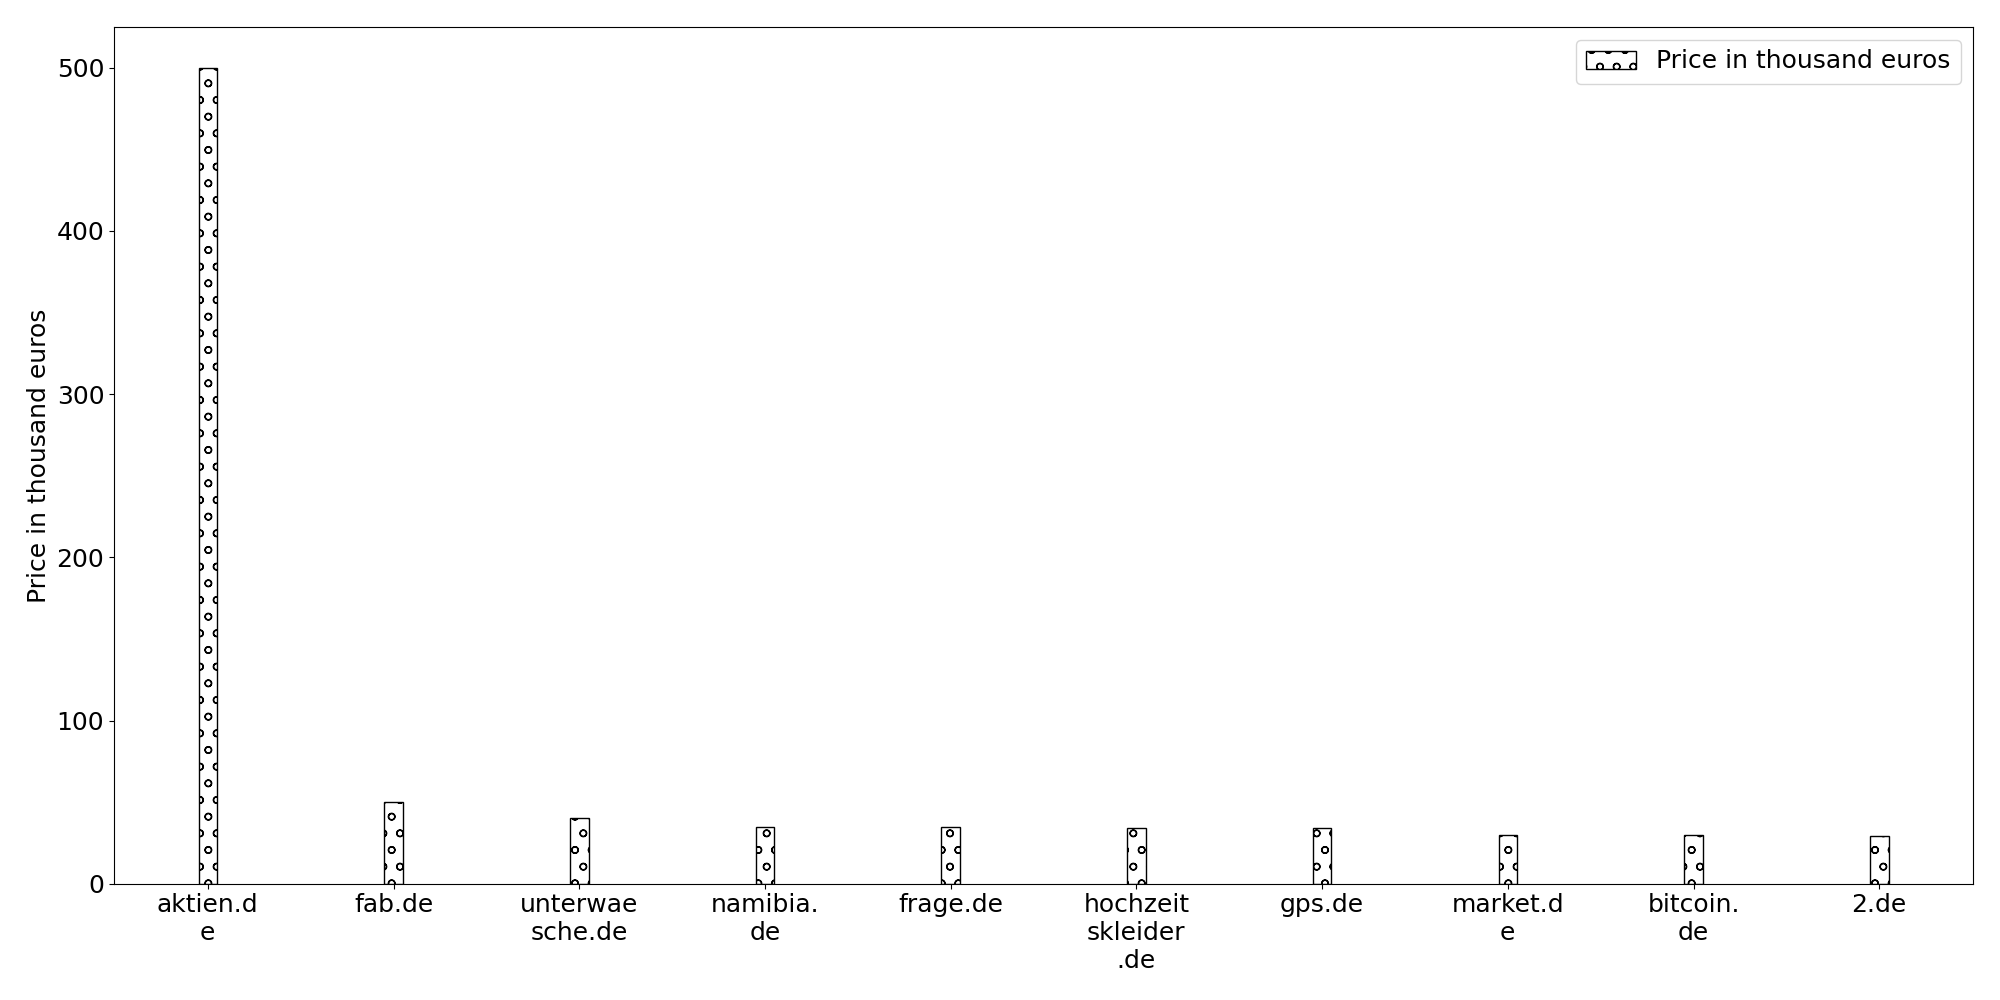 Price in thousand euros
500
400
300
200
100
0
Price in thousand euros
aktien.d
e
fab.de
unterwae
sche.de
namibia.
de
frage.de
hochzeit
skleider
.de
gps.de
market.d
e
bitcoin.
de
2.de